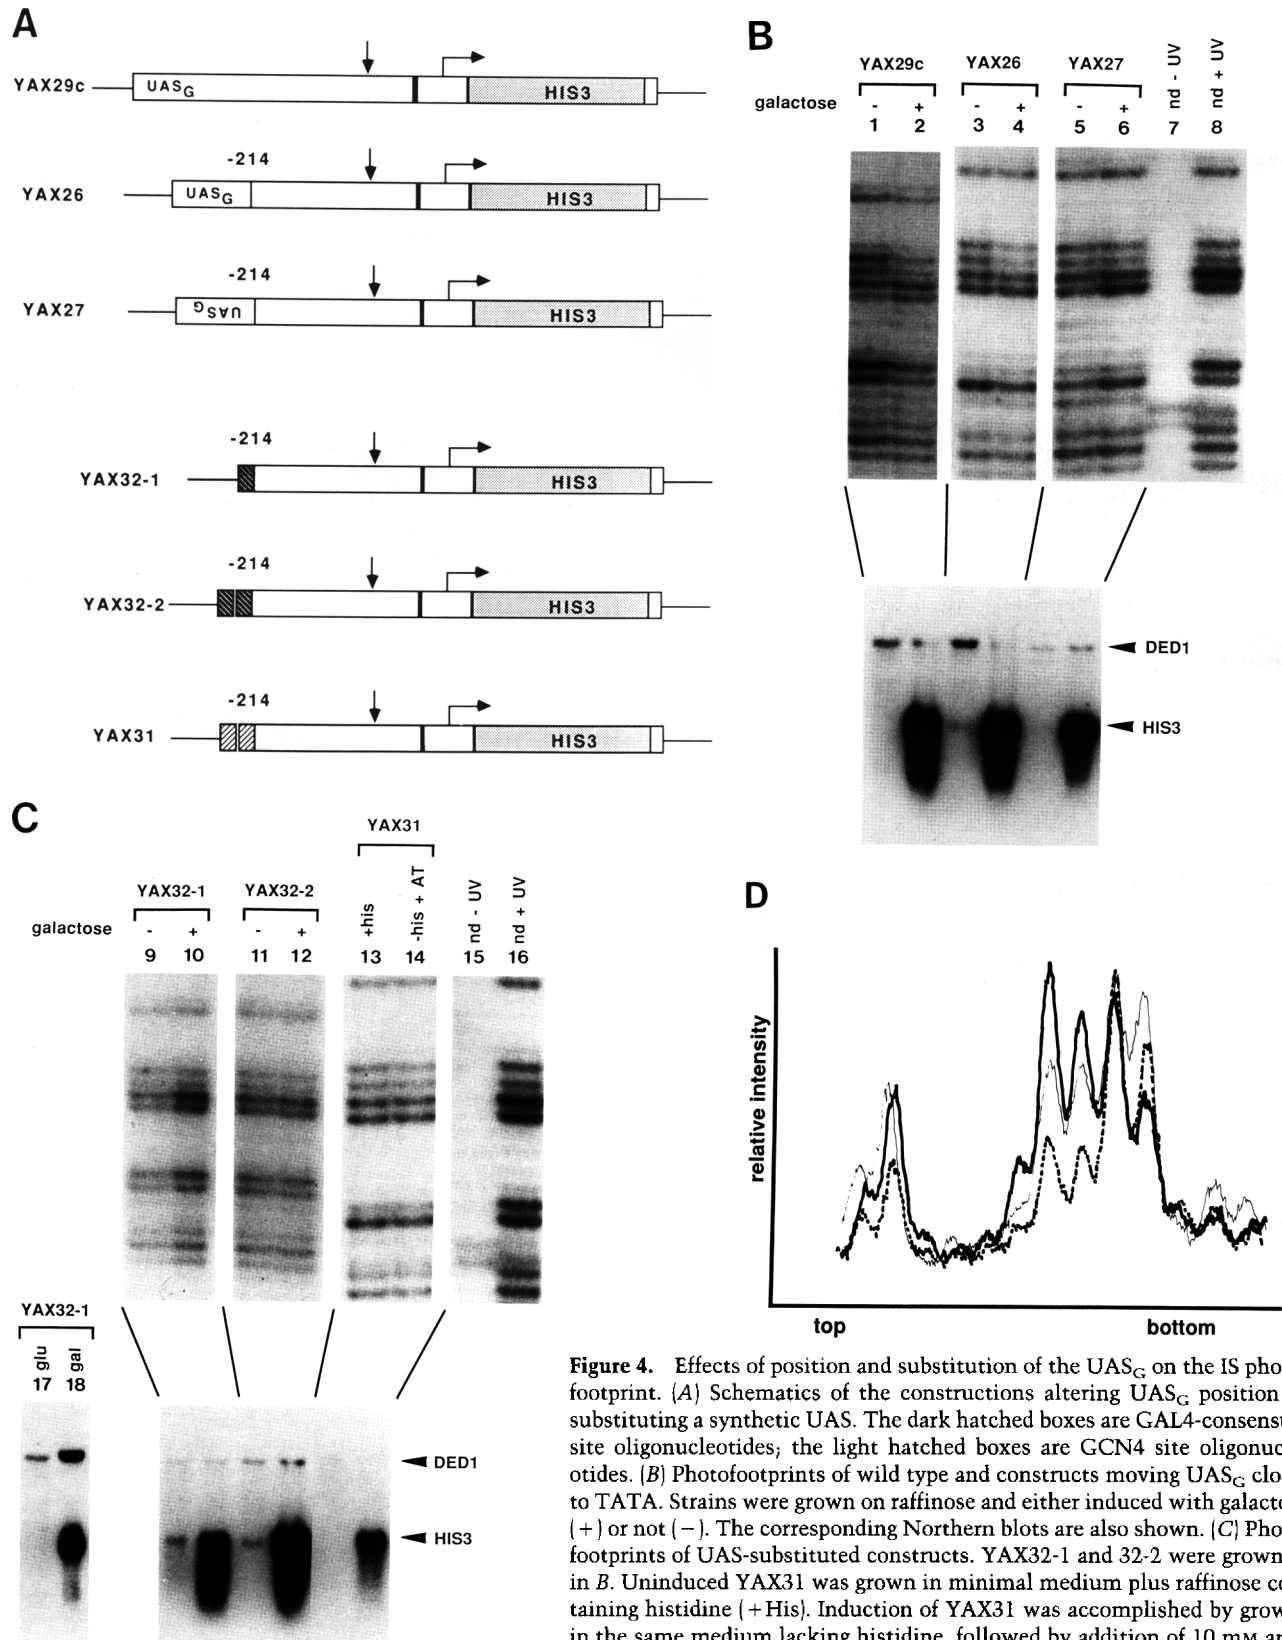 A
YAX29c
UASG
HIS3
-214
YAX26
UASG
HIS3
-214
YAX27
UASG
HIS3
-214
YAX32-1
HIS3
-214
YAX32-2
HIS3
-214
YAX31
HIS3
B
YAX29c YAX26 YAX27 nd - UV nd + UV
galactose - + - + - +
1 2 3 4 5 6 7 8
DED1
HIS3
C
YAX31
YAX32-1 YAX32-2 +his -his + AT nd - UV nd + UV
galactose - + - +
9 10 11 12 13 14 15 16
YAX32-1
glu gal
17 18
DED1
HIS3
D
relative intensity
top bottom
Figure 4. Effects of position and substitution of the UASG on the IS pho
footprint. (A) Schematics of the constructions altering UASG position
substituting a synthetic UAS. The dark hatched boxes are GAL4-consens
site oligonucleotides; the light hatched boxes are GCN4 site oligonuc
otides. (B) Photofootprints of wild type and constructs moving UASG clo
to TATA. Strains were grown on raffinose and either induced with galacto
(+) or not (−). The corresponding Northern blots are also shown. (C) Pho
footprints of UAS-substituted constructs. YAX32-1 and 32-2 were grown
in B. Uninduced YAX31 was grown in minimal medium plus raffinose co
taining histidine (+His). Induction of YAX31 was accomplished by grow
in the same medium lacking histidine, followed by addition of 10 mM an